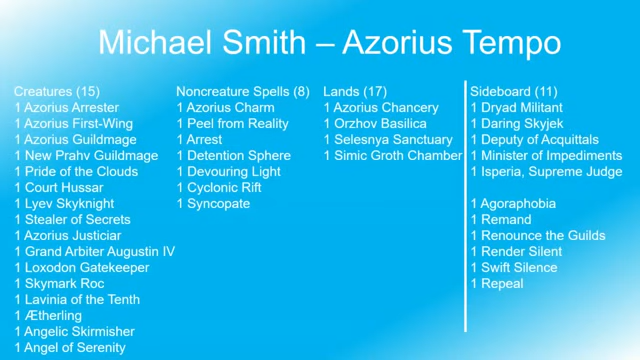 Michael Smith – Azorius Tempo
Creatures (15)
1 Azorius Arrester
1 Azorius First-Wing
1 Azorius Guildmage
1 New Prahv Guildmage
1 Pride of the Clouds
1 Court Hussar
1 Lyev Skyknight
1 Stealer of Secrets
1 Azorius Justiciar
1 Grand Arbiter Augustin IV
1 Loxodon Gatekeeper
1 Skymark Roc
1 Lavinia of the Tenth
1 Ætherling
1 Angelic Skirmisher
1 Angel of Serenity
Noncreature Spells (8)
1 Azorius Charm
1 Peel from Reality
1 Arrest
1 Detention Sphere
1 Devouring Light
1 Cyclonic Rift
1 Syncopate
Lands (17)
1 Azorius Chancery
1 Orzhov Basilica
1 Selesnya Sanctuary
1 Simic Groth Chamber
Sideboard (11)
1 Dryad Militant
1 Daring Skyjek
1 Deputy of Acquittals
1 Minister of Impediments
1 Isperia, Supreme Judge
1 Agoraphobia
1 Remand
1 Renounce the Guilds
1 Render Silent
1 Swift Silence
1 Repeal